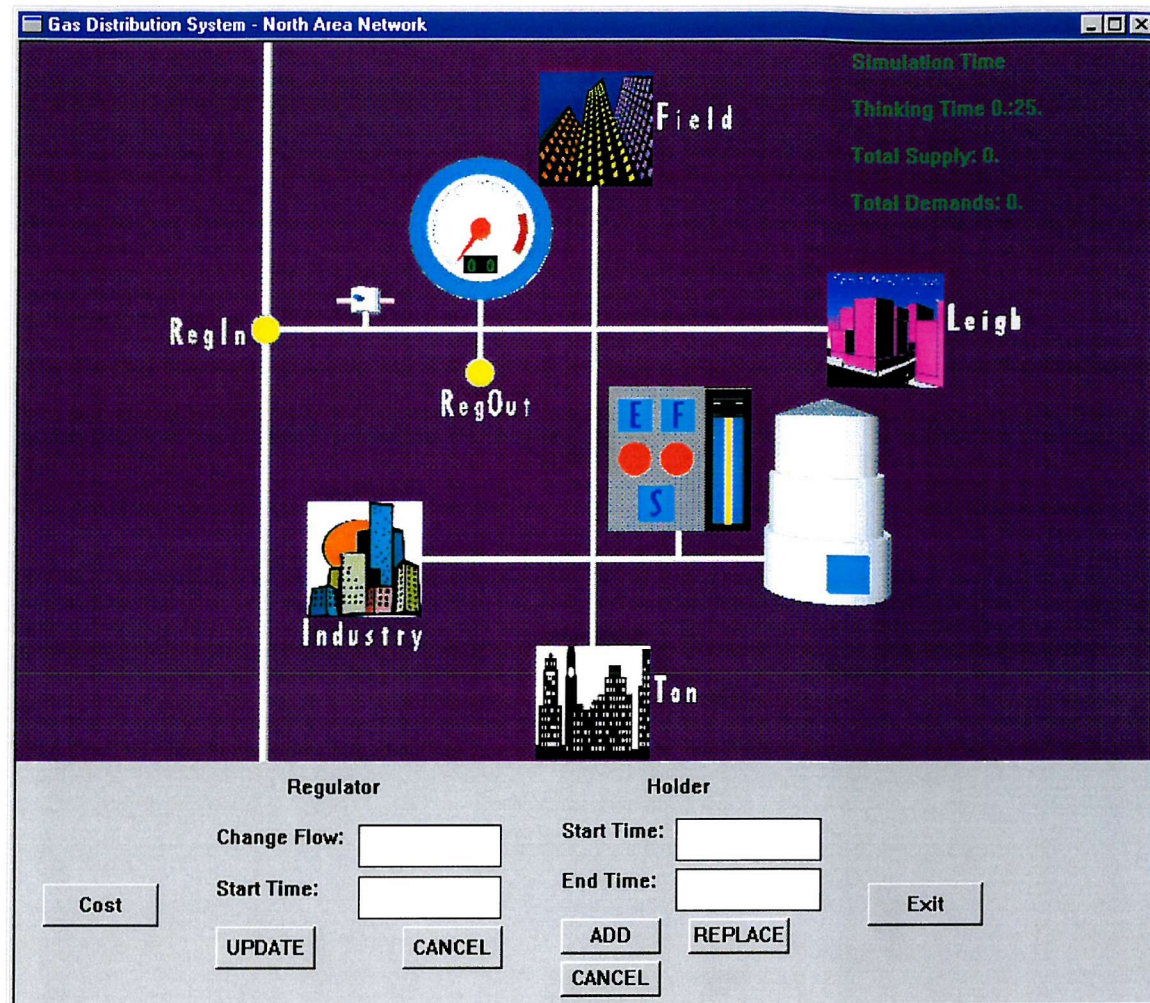 Gas Distribution System - North Area Network
Simulation Time
Thinking Time 0.:25.
Total Supply: 0.
Total Demands: 0.
Field
0 0
RegIn
RegOut
Leigh
E F
S
Industry
Ton
Regulator
Holder
Change Flow:
Start Time:
Start Time:
End Time:
Cost
Exit
UPDATE
CANCEL
ADD
REPLACE
CANCEL